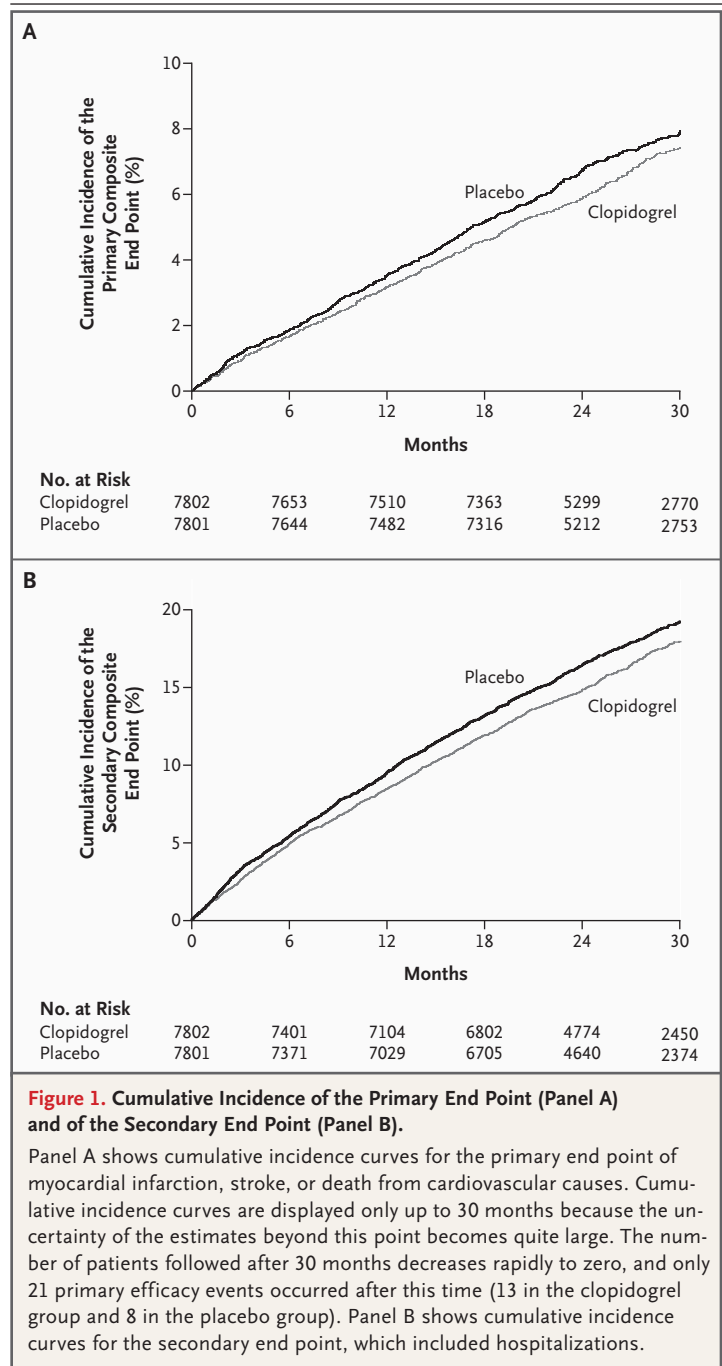 A
Cumulative Incidence of the
Primary Composite
End Point (%)
10
8
6
4
2
0
Placebo
Clopidogrel
0 6 12 18 24 30
Months
No. at Risk
Clopidogrel 7802 7653 7510 7363 5299 2770
Placebo 7801 7644 7482 7316 5212 2753
B
Cumulative Incidence of the
Secondary Composite
End Point (%)
20
15
10
5
0
Placebo
Clopidogrel
0 6 12 18 24 30
Months
No. at Risk
Clopidogrel 7802 7401 7104 6802 4774 2450
Placebo 7801 7371 7029 6705 4640 2374
Figure 1. Cumulative Incidence of the Primary End Point (Panel A)
and of the Secondary End Point (Panel B).
Panel A shows cumulative incidence curves for the primary end point of
myocardial infarction, stroke, or death from cardiovascular causes. Cumu-
lative incidence curves are displayed only up to 30 months because the un-
certainty of the estimates beyond this point becomes quite large. The num-
ber of patients followed after 30 months decreases rapidly to zero, and only
21 primary efficacy events occurred after this time (13 in the clopidogrel
group and 8 in the placebo group). Panel B shows cumulative incidence
curves for the secondary end point, which included hospitalizations.